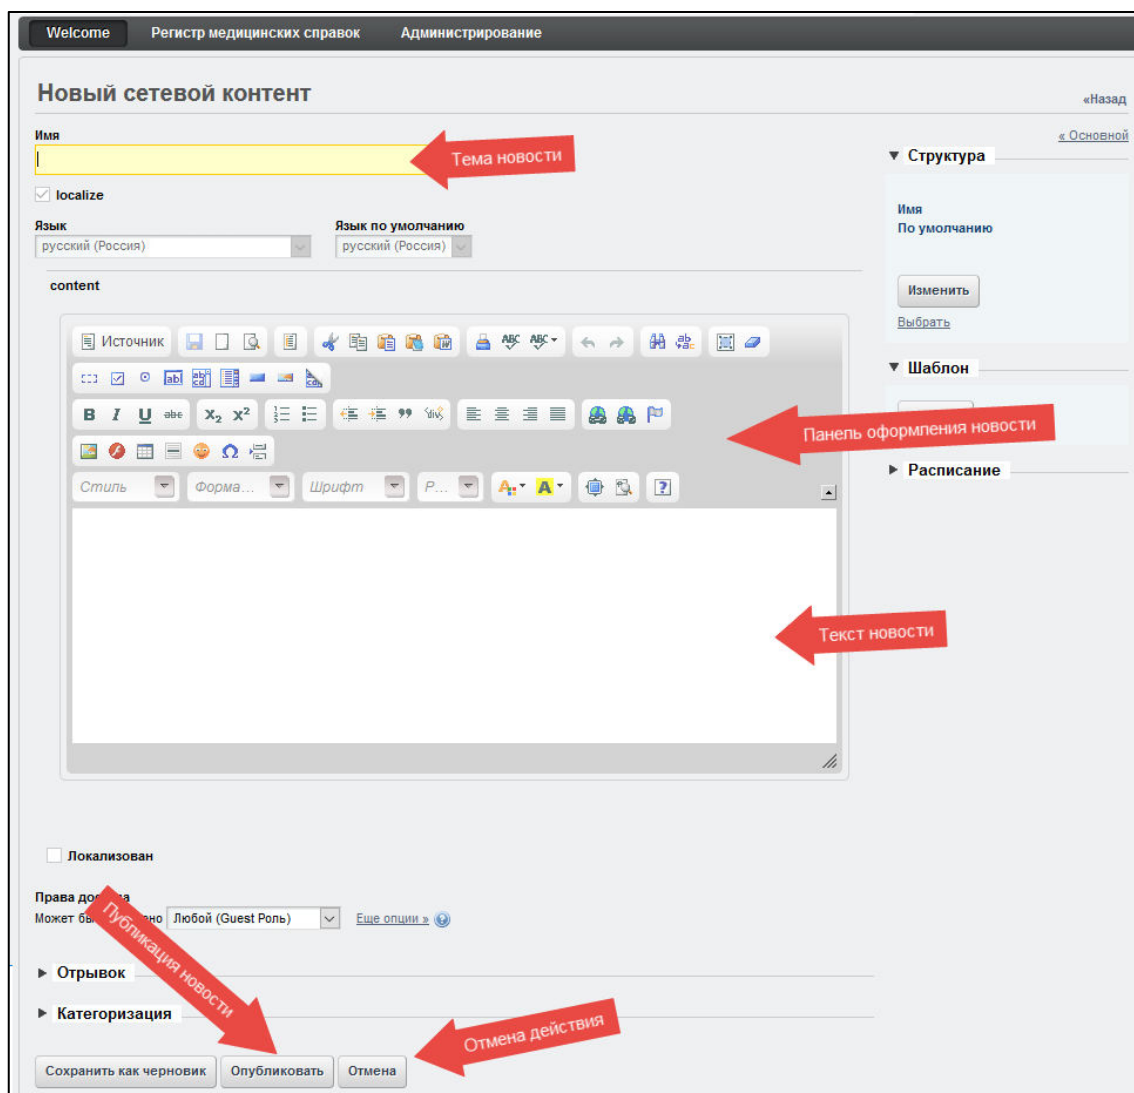 Welcome Регистр медицинских справок Администрирование
Новый сетевой контент
«Назад
Имя
Тема новости
« Основной
Структура
localize
Имя
По умолчанию
Язык Язык по умолчанию
русский (Россия) русский (Россия)
content
Изменить
Выбрать
Источник
Шаблон
Панель оформления новости
Расписание
Стиль Форма... Шрифт Р...
Текст новости
Локализован
Права
Может Любой (Guest Роль) Еще опции »
Публикация новости
Отрывок
Категоризация
Отмена действия
Сохранить как черновик Опубликовать Отмена